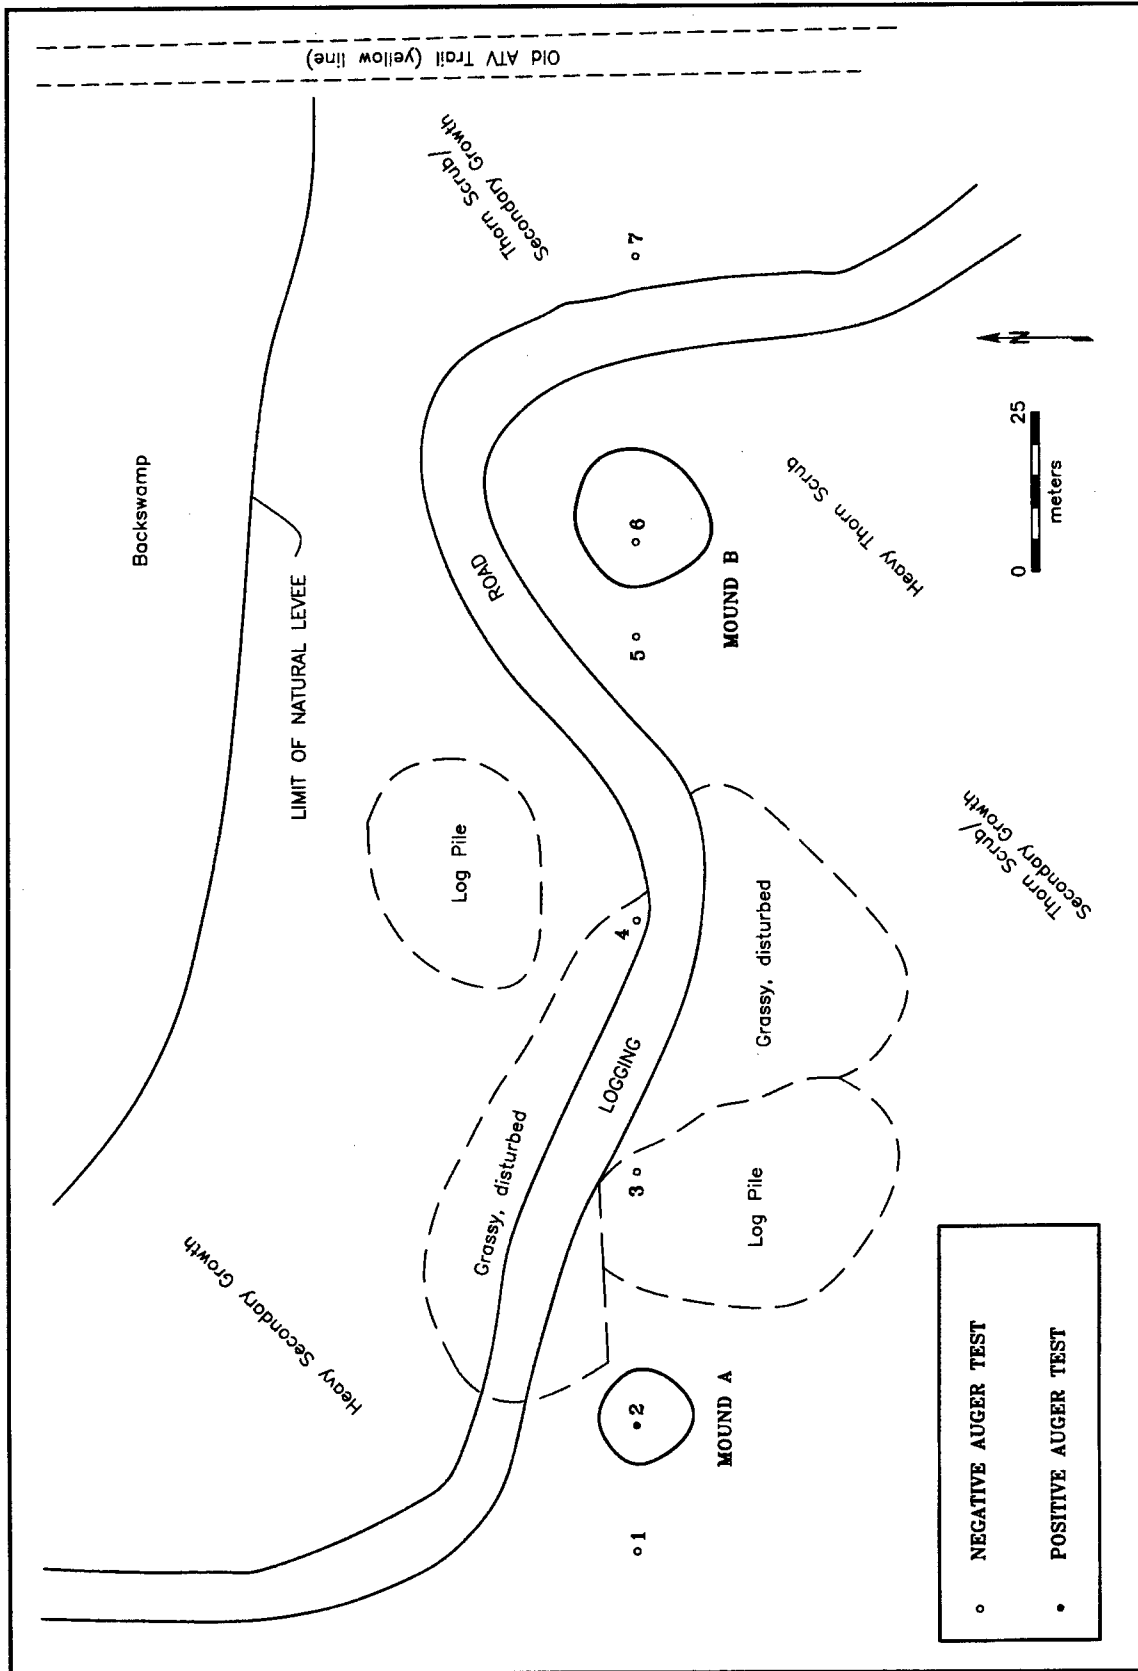 Backswamp
Old ATV Trail (yellow line)
LIMIT OF NATURAL LEVEE
Thorn Scrub/
Secondary Growth
Heavy Secondary Growth
Log Pile
ROAD
Grassy, disturbed
LOGGING
1
2
3
4
5
6
7
MOUND A
MOUND B
Log Pile
Grassy, disturbed
Heavy Thorn Scrub
Thorn Scrub/
Secondary Growth
NEGATIVE AUGER TEST
POSITIVE AUGER TEST
0
25
meters
N